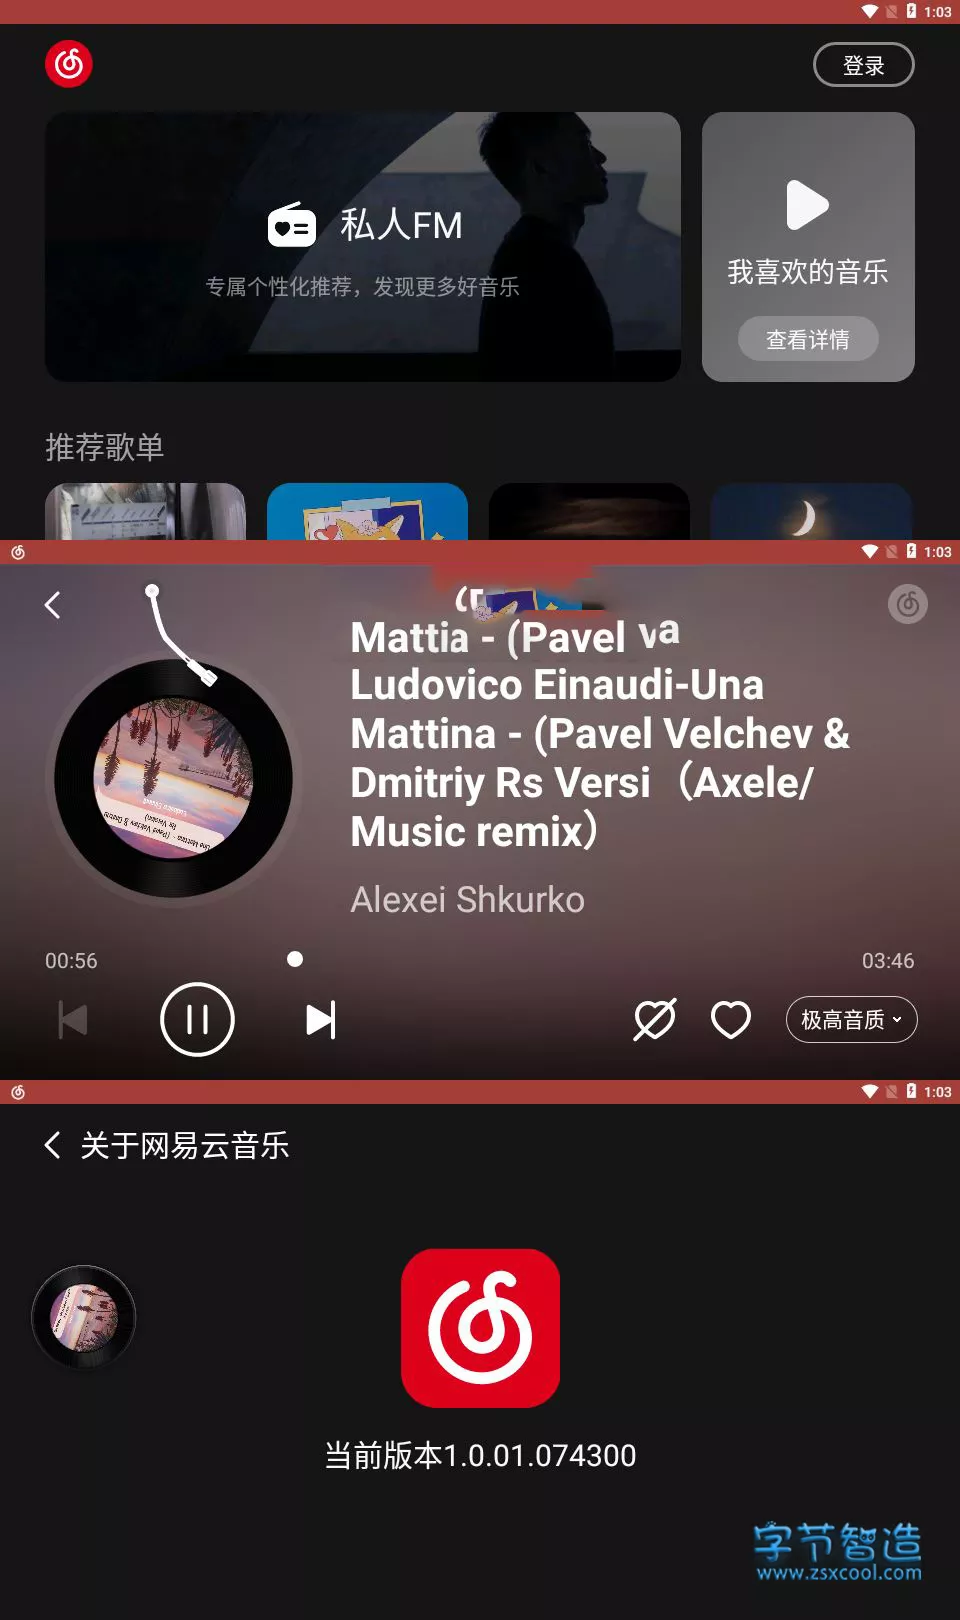 1:03
登录
私人FM
专属个性化推荐，发现更多好音乐
我喜欢的音乐
查看详情
推荐歌单
1:03
Mattia - (Pavel va
Ludovico Einaudi-Una
Mattina - (Pavel Velchev &
Dmitriy Rs Versi（Axele/
Music remix）
Alexei Shkurko
00:56
03:46
极高音质
1:03
关于网易云音乐
当前版本1.0.01.074300
字节智造
www.zsxcool.com